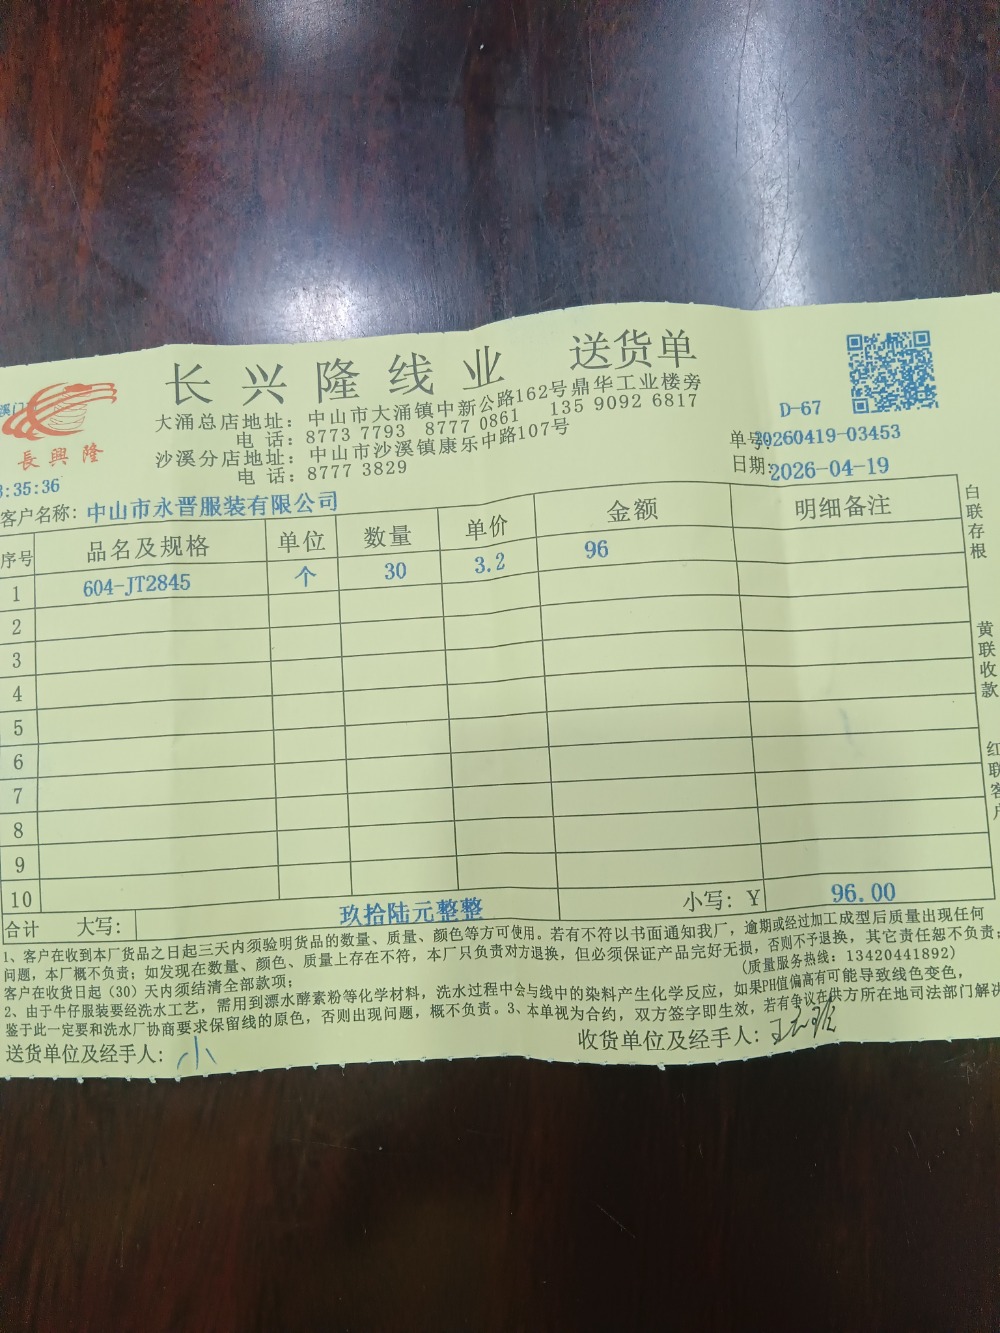 长兴隆线业 送货单
大涌总店地址：中山市大涌镇中新公路162号鼎华工业楼旁
电 话：8773 7793 8777 0861 135 9092 6817
沙溪分店地址：中山市沙溪镇康乐中路107号
电 话：8777 3829
長興隆
D-67
单号:20260419-03453
日期:2026-04-19
:35:36
客户名称:中山市永晋服装有限公司
序号 品名及规格 单位 数量 单价 金额 明细备注
1 604-JT2845 个 30 3.2 96
2
3
4
5
6
7
8
9
10
合计 大写： 玖拾陆元整整 小写：Y 96.00
1、客户在收到本厂货品之日起三天内须验明货品的数量、质量、颜色等方可使用。若有不符以书面通知我厂，逾期或经过加工成型后质量出现任何
问题，本厂概不负责；如发现在数量、颜色、质量上存在不符，本厂只负责对方退换，但必须保证产品完好无损，否则不予退换，其它责任恕不负责；
客户在收货日起（30）天内须结清全部款项；
(质量服务热线：13420441892)
2、由于牛仔服装要经洗水工艺，需用到漂水酵素粉等化学材料，洗水过程中会与线中的染料产生化学反应，如果PH值偏高有可能导致线色变色，
鉴于此一定要和洗水厂协商要求保留线的原色，否则出现问题，概不负责。3、本单视为合约，双方签字即生效，若有争议在供方所在地司法部门解决
送货单位及经手人：小
收货单位及经手人：
白联存根
黄联收款
红联客户